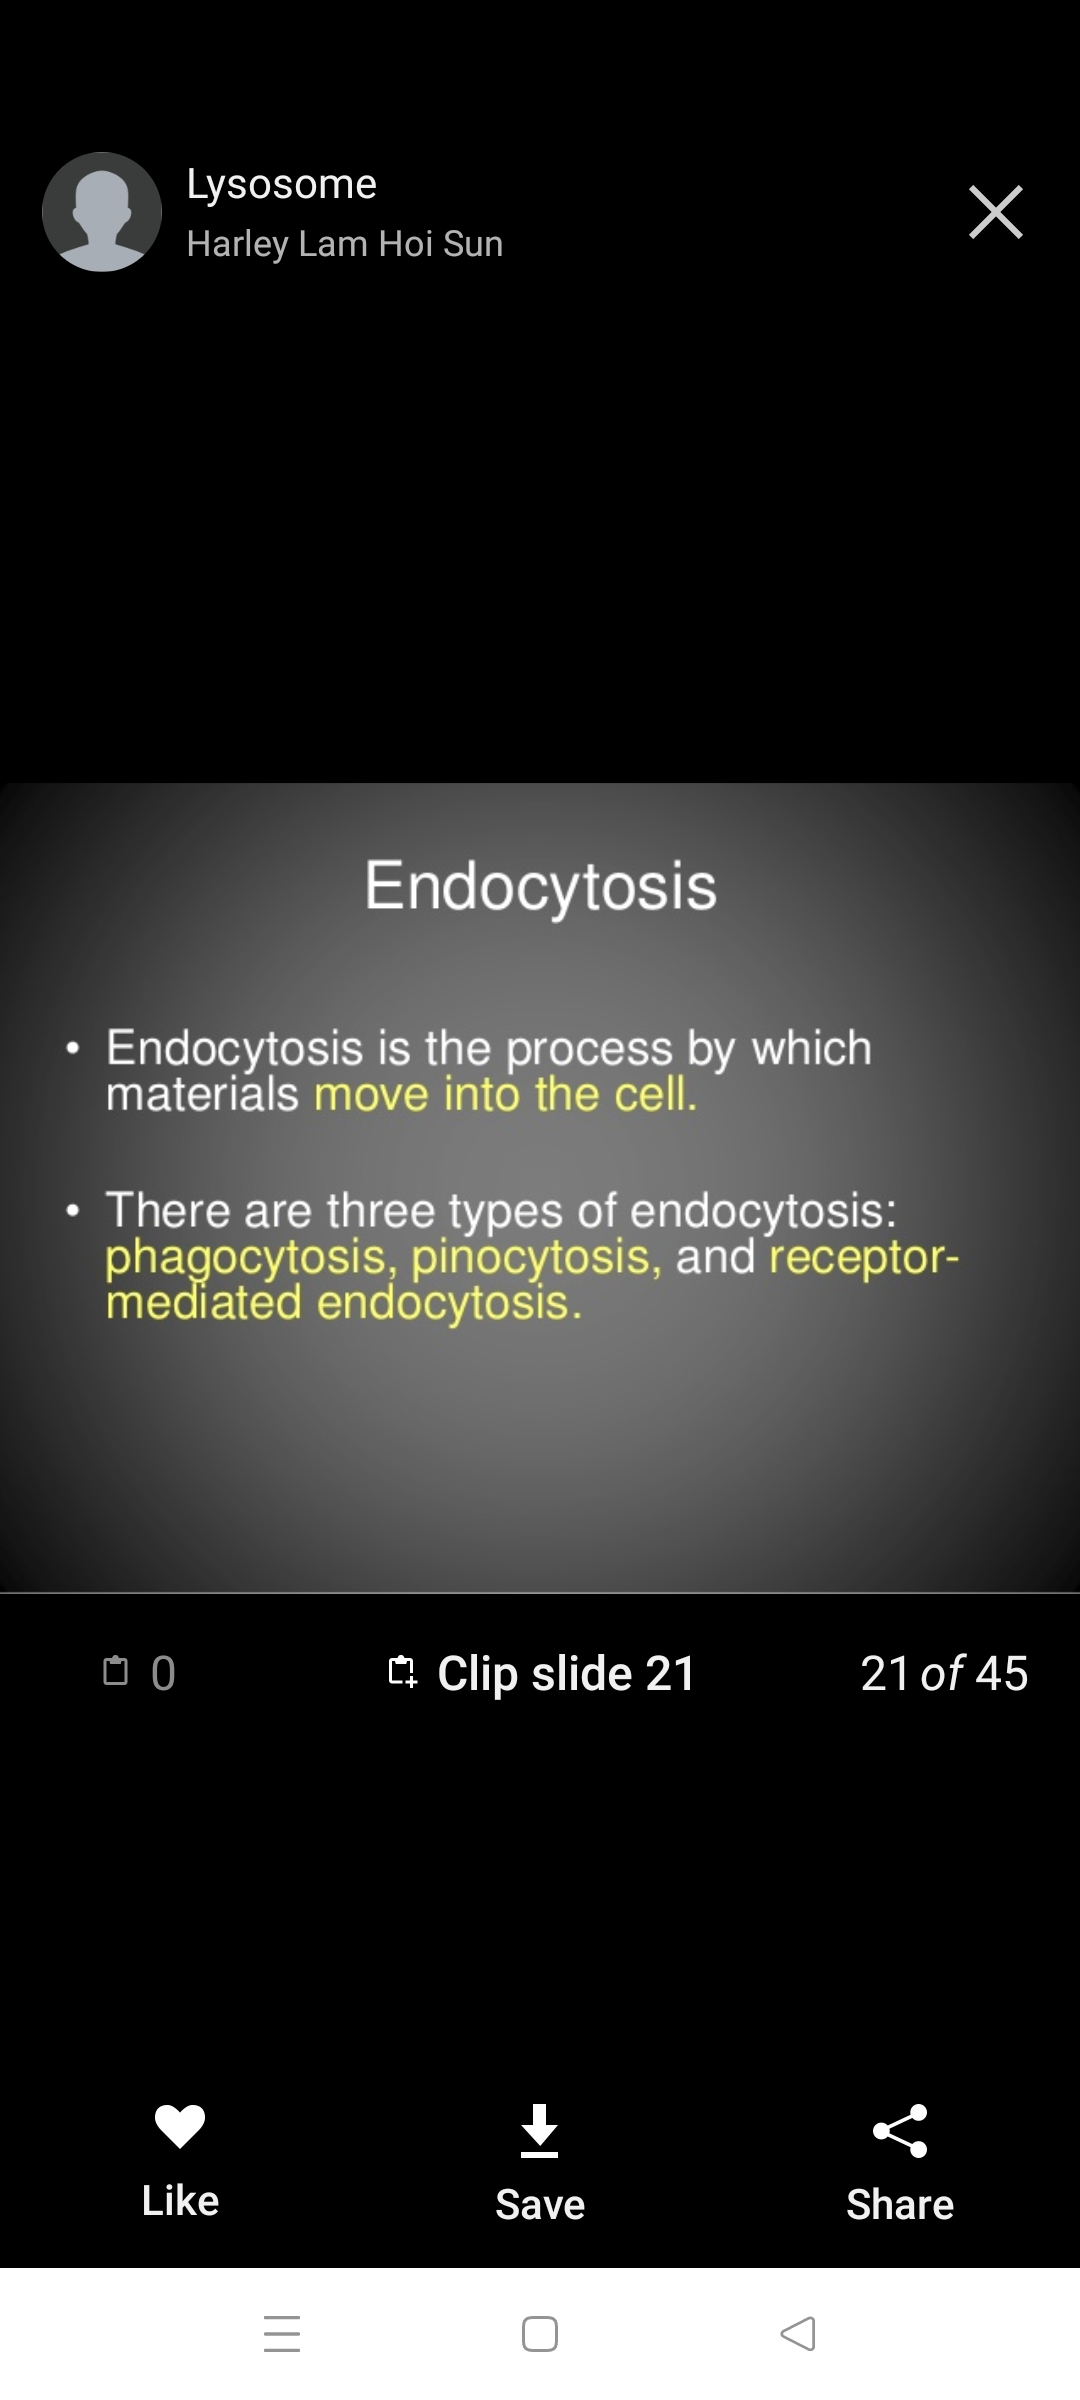 Lysosome
Harley Lam Hoi Sun
Endocytosis
• Endocytosis is the process by which
materials move into the cell.
• There are three types of endocytosis:
phagocytosis, pinocytosis, and receptor-
mediated endocytosis.
0
Clip slide 21
21 of 45
Like
Save
Share